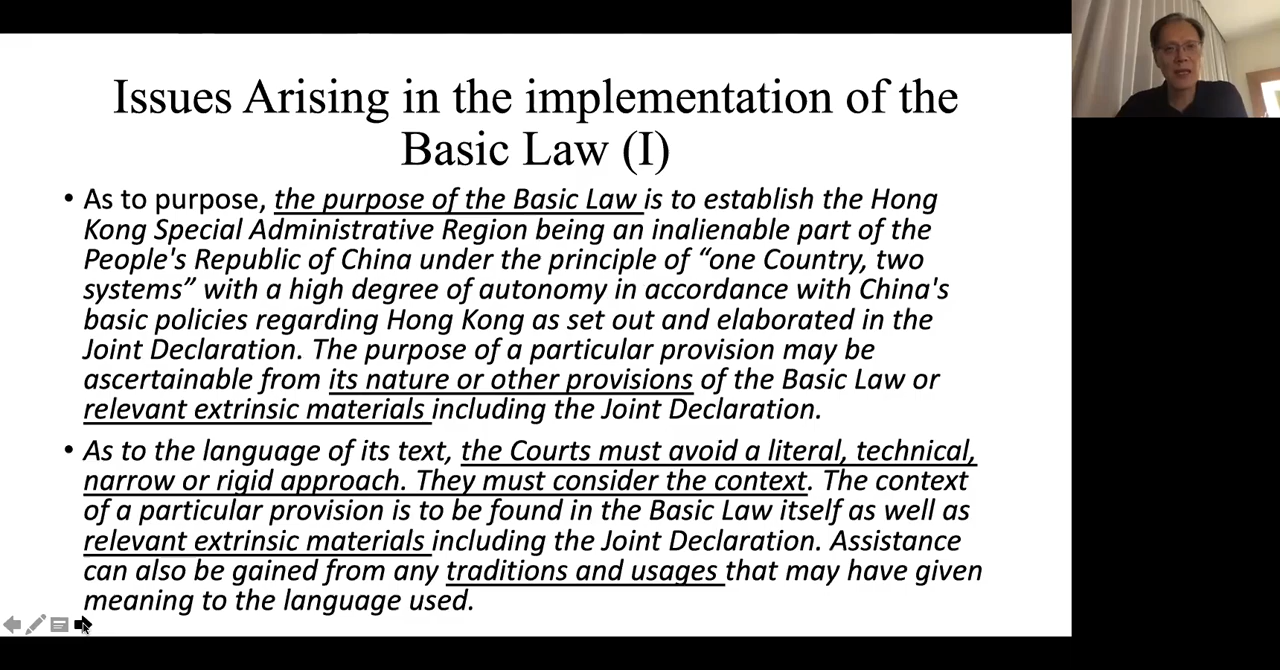 Issues Arising in the implementation of the
Basic Law (I)
• As to purpose, the purpose of the Basic Law is to establish the Hong
Kong Special Administrative Region being an inalienable part of the
People's Republic of China under the principle of “one Country, two
systems” with a high degree of autonomy in accordance with China's
basic policies regarding Hong Kong as set out and elaborated in the
Joint Declaration. The purpose of a particular provision may be
ascertainable from its nature or other provisions of the Basic Law or
relevant extrinsic materials including the Joint Declaration.
• As to the language of its text, the Courts must avoid a literal, technical,
narrow or rigid approach. They must consider the context. The context
of a particular provision is to be found in the Basic Law itself as well as
relevant extrinsic materials including the Joint Declaration. Assistance
can also be gained from any traditions and usages that may have given
meaning to the language used.